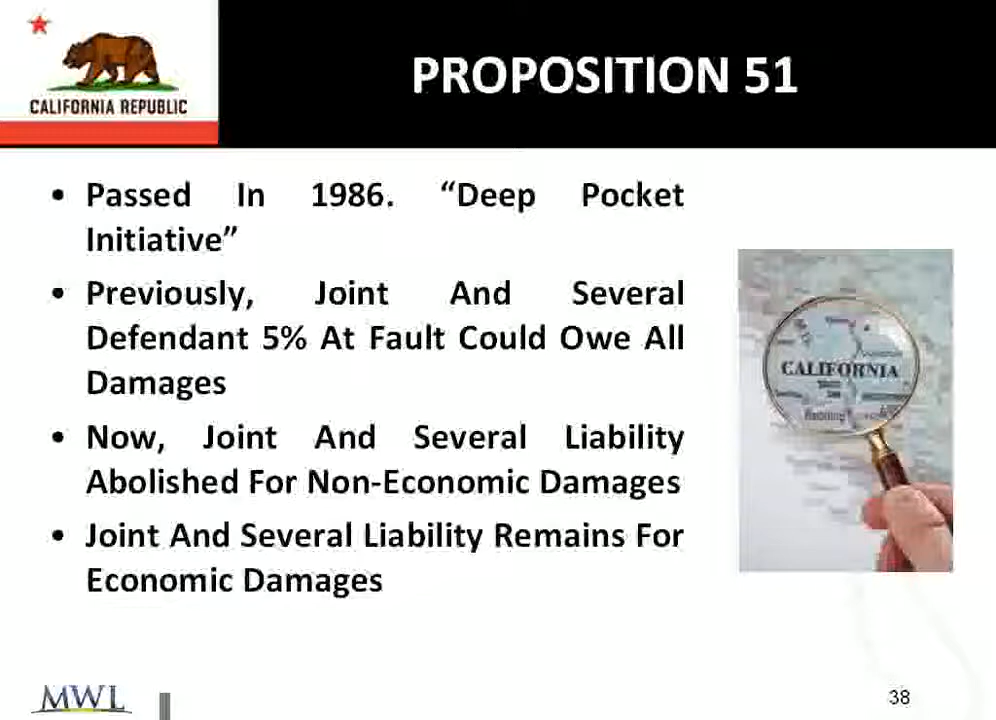 CALIFORNIA REPUBLIC
PROPOSITION 51
• Passed In 1986. “Deep Pocket
Initiative”
• Previously, Joint And Several
Defendant 5% At Fault Could Owe All
Damages
• Now, Joint And Several Liability
Abolished For Non-Economic Damages
• Joint And Several Liability Remains For
Economic Damages
CALIFORNIA
MWL
38